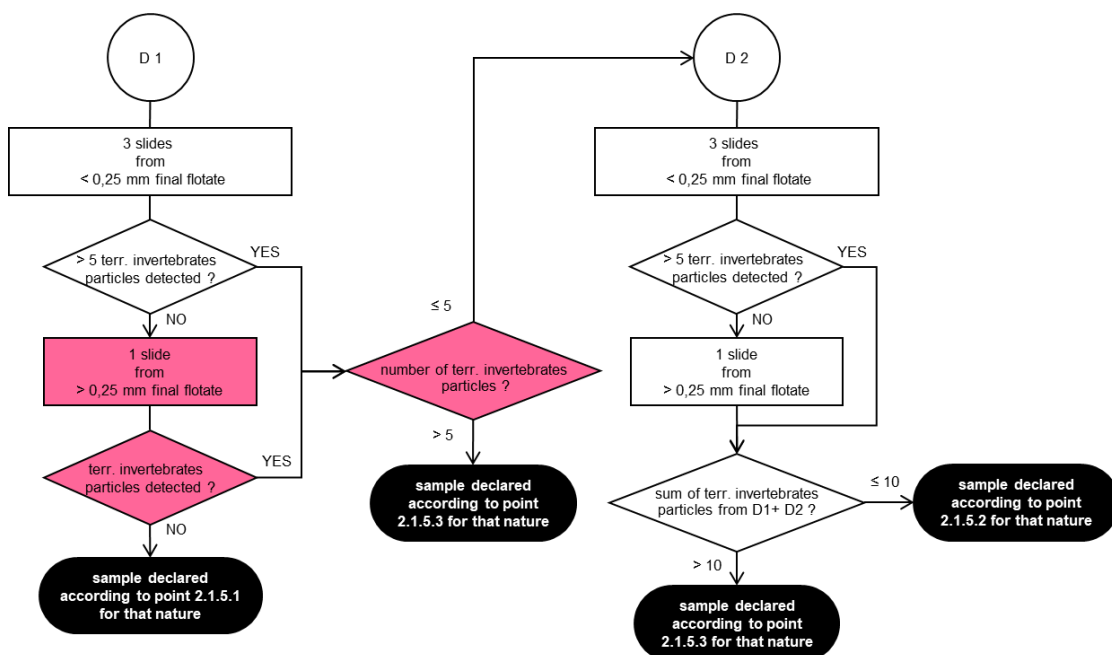 D 1
3 slides
from
< 0,25 mm final flotate
> 5 terr. invertebrates
particles detected ?
YES
NO
1 slide
from
> 0,25 mm final flotate
terr. invertebrates
particles detected ?
YES
NO
sample declared
according to point 2.1.5.1
for that nature
≤ 5
number of terr. invertebrates
particles ?
> 5
sample declared
according to point
2.1.5.3 for that nature
D 2
3 slides
from
< 0,25 mm final flotate
> 5 terr. invertebrates
particles detected ?
YES
NO
1 slide
from
> 0,25 mm final flotate
sum of terr. invertebrates
particles from D1+ D2 ?
≤ 10
sample declared
according to point
2.1.5.2 for that nature
> 10
sample declared
according to point
2.1.5.3 for that nature